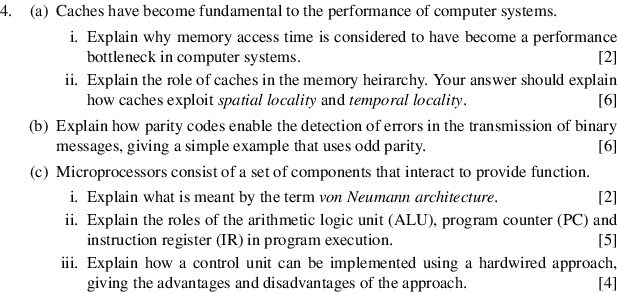 4. (a) Caches have become fundamental to the performance of computer systems.
i. Explain why memory access time is considered to have become a performance
bottleneck in computer systems. [2]
ii. Explain the role of caches in the memory heirarchy. Your answer should explain
how caches exploit spatial locality and temporal locality. [6]
(b) Explain how parity codes enable the detection of errors in the transmission of binary
messages, giving a simple example that uses odd parity. [6]
(c) Microprocessors consist of a set of components that interact to provide function.
i. Explain what is meant by the term von Neumann architecture. [2]
ii. Explain the roles of the arithmetic logic unit (ALU), program counter (PC) and
instruction register (IR) in program execution. [5]
iii. Explain how a control unit can be implemented using a hardwired approach,
giving the advantages and disadvantages of the approach. [4]